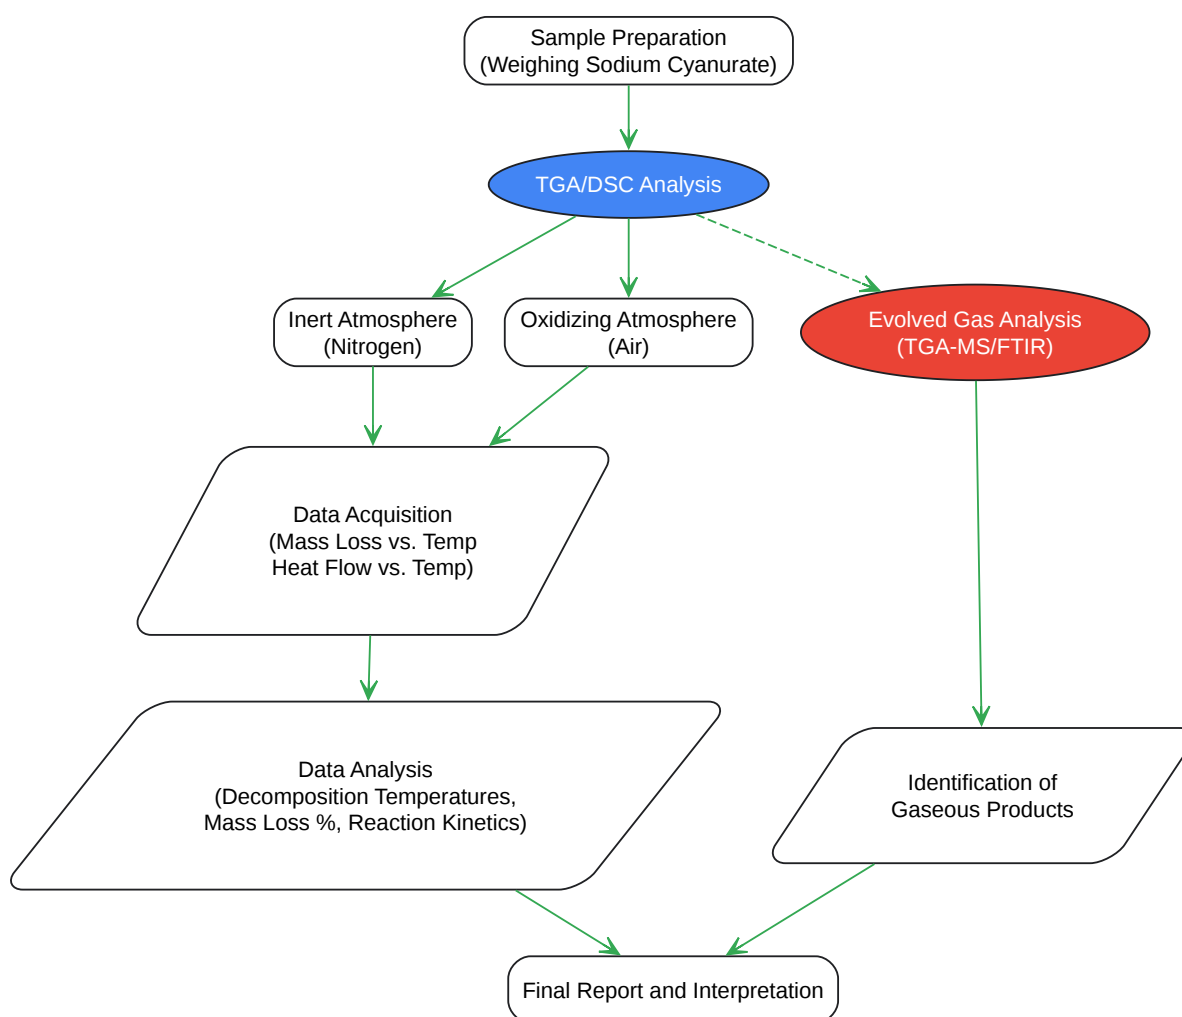 Sample Preparation
(Weighing Sodium Cyanurate)
TGA/DSC Analysis
Inert Atmosphere
(Nitrogen)
Oxidizing Atmosphere
(Air)
Evolved Gas Analysis
(TGA-MS/FTIR)
Data Acquisition
(Mass Loss vs. Temp
Heat Flow vs. Temp)
Data Analysis
(Decomposition Temperatures,
Mass Loss %, Reaction Kinetics)
Identification of
Gaseous Products
Final Report and Interpretation